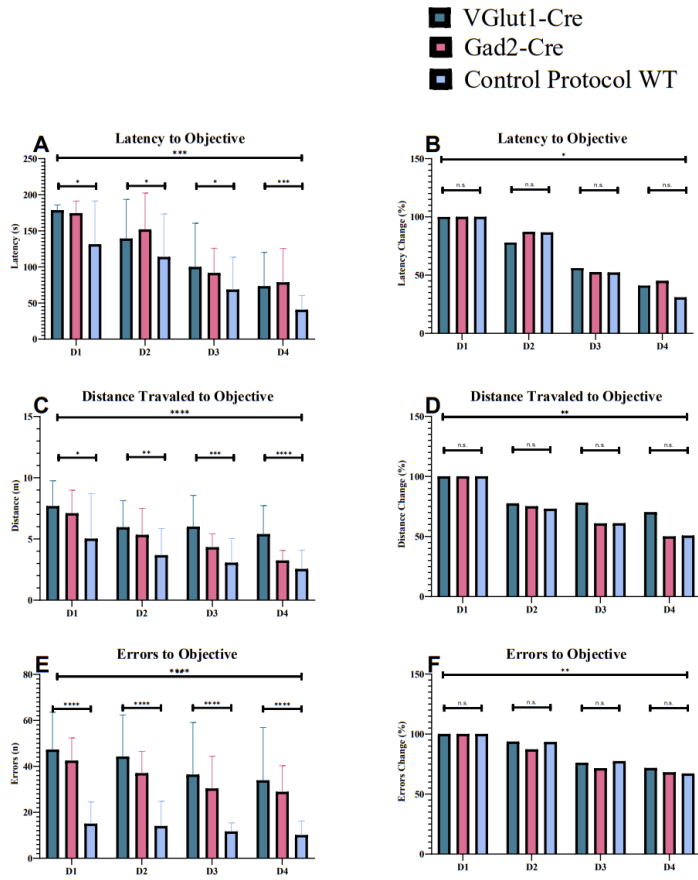 VGlut1-Cre
Gad2-Cre
Control Protocol WT
A
Latency to Objective
***
* * * ***
250
200
150
100
50
0
Latency (s)
D1 D2 D3 D4
B
Latency to Objective
*
n.s. n.s. n.s. n.s.
150
100
50
0
Latency Change (%)
D1 D2 D3 D4
C
Distance Travaled to Objective
****
* ** *** ****
15
10
5
0
Distance (m)
D1 D2 D3 D4
D
Distance Travaled to Objective
**
n.s. n.s. n.s. n.s.
150
100
50
0
Distance Change (%)
D1 D2 D3 D4
E
Errors to Objective
****
**** **** **** ****
80
60
40
20
0
Errors (n)
D1 D2 D3 D4
F
Errors to Objective
**
n.s. n.s. n.s. n.s.
150
100
50
0
Errors Change (%)
D1 D2 D3 D4